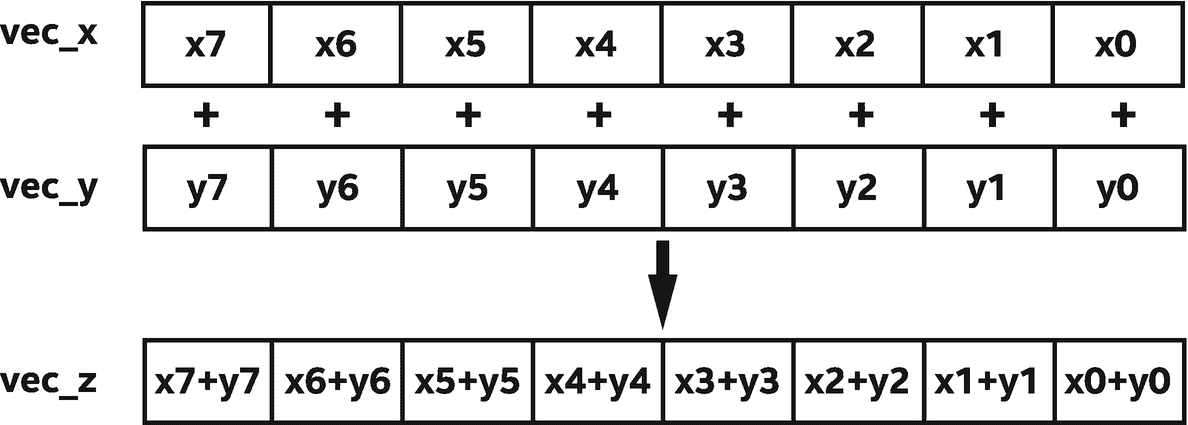 vec_x x7 x6 x5 x4 x3 x2 x1 x0
+ + + + + + + +
vec_y y7 y6 y5 y4 y3 y2 y1 y0
vec_z x7+y7 x6+y6 x5+y5 x4+y4 x3+y3 x2+y2 x1+y1 x0+y0